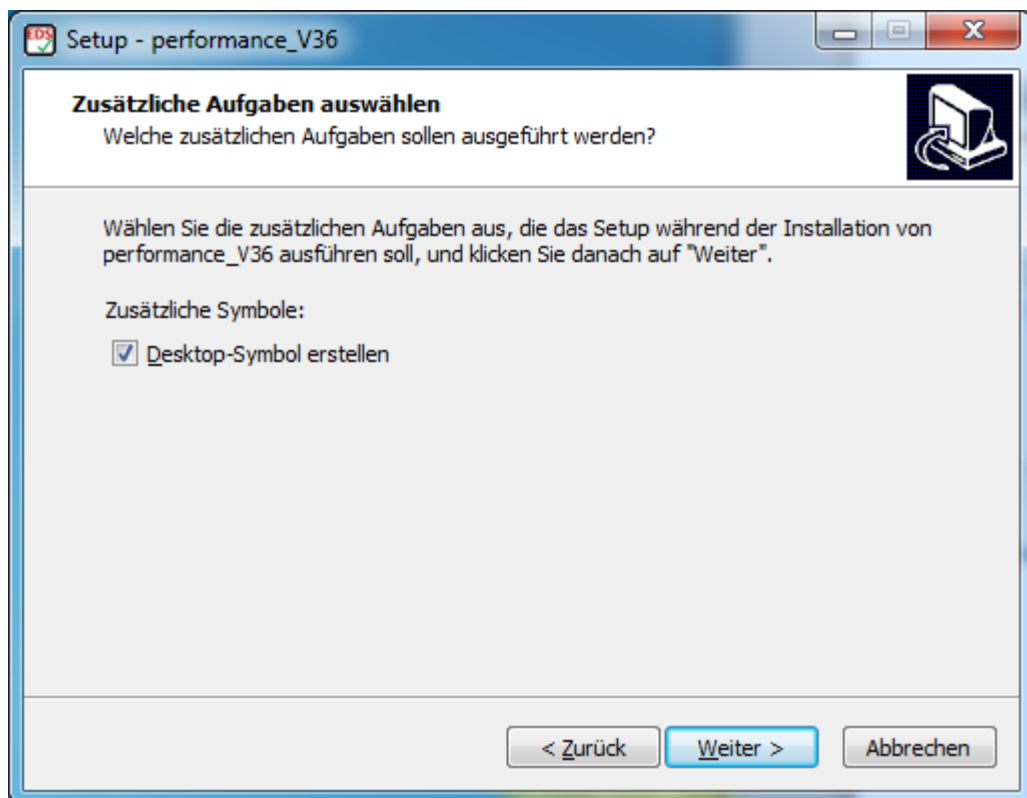 EDS
Setup - performance_V36
Zusätzliche Aufgaben auswählen
Welche zusätzlichen Aufgaben sollen ausgeführt werden?
Wählen Sie die zusätzlichen Aufgaben aus, die das Setup während der Installation von
performance_V36 ausführen soll, und klicken Sie danach auf "Weiter".
Zusätzliche Symbole:
Desktop-Symbol erstellen
< Zurück
Weiter >
Abbrechen